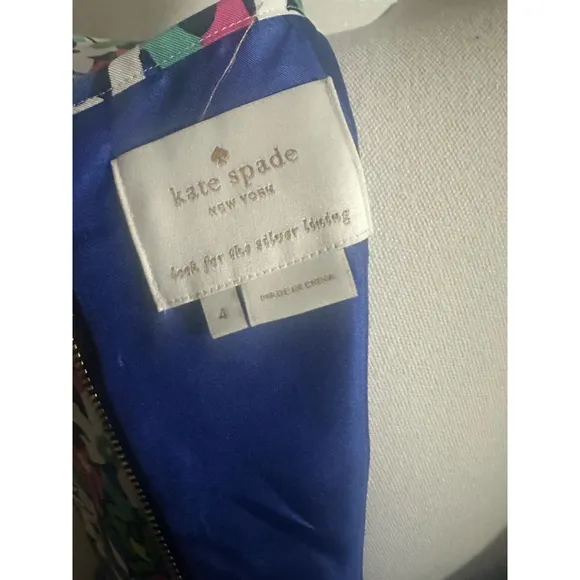 kate spade
NEW YORK
look for the silver lining
4
MADE IN CHINA